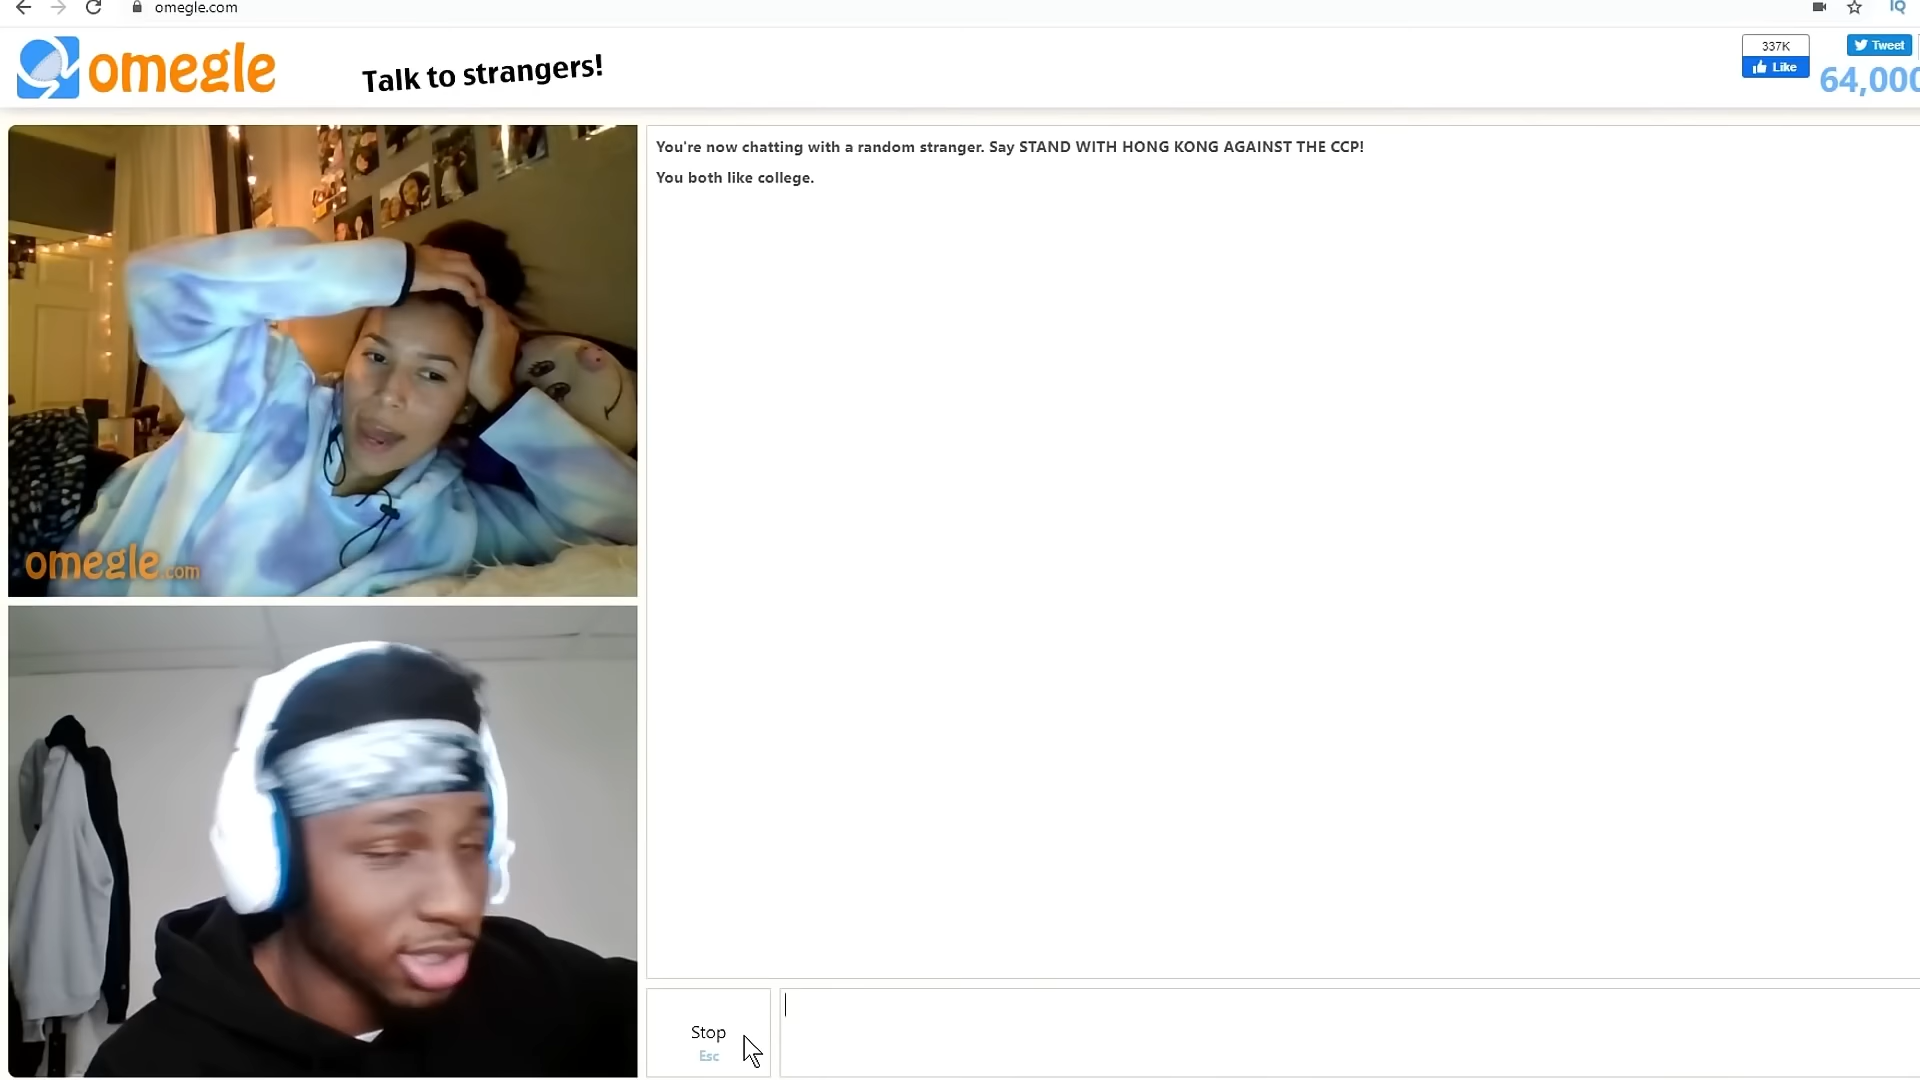 omegle.com
omegle
Talk to strangers!
337K
Like
Tweet
64,000
You're now chatting with a random stranger. Say STAND WITH HONG KONG AGAINST THE CCP!
You both like college.
omegle.com
Stop
Esc